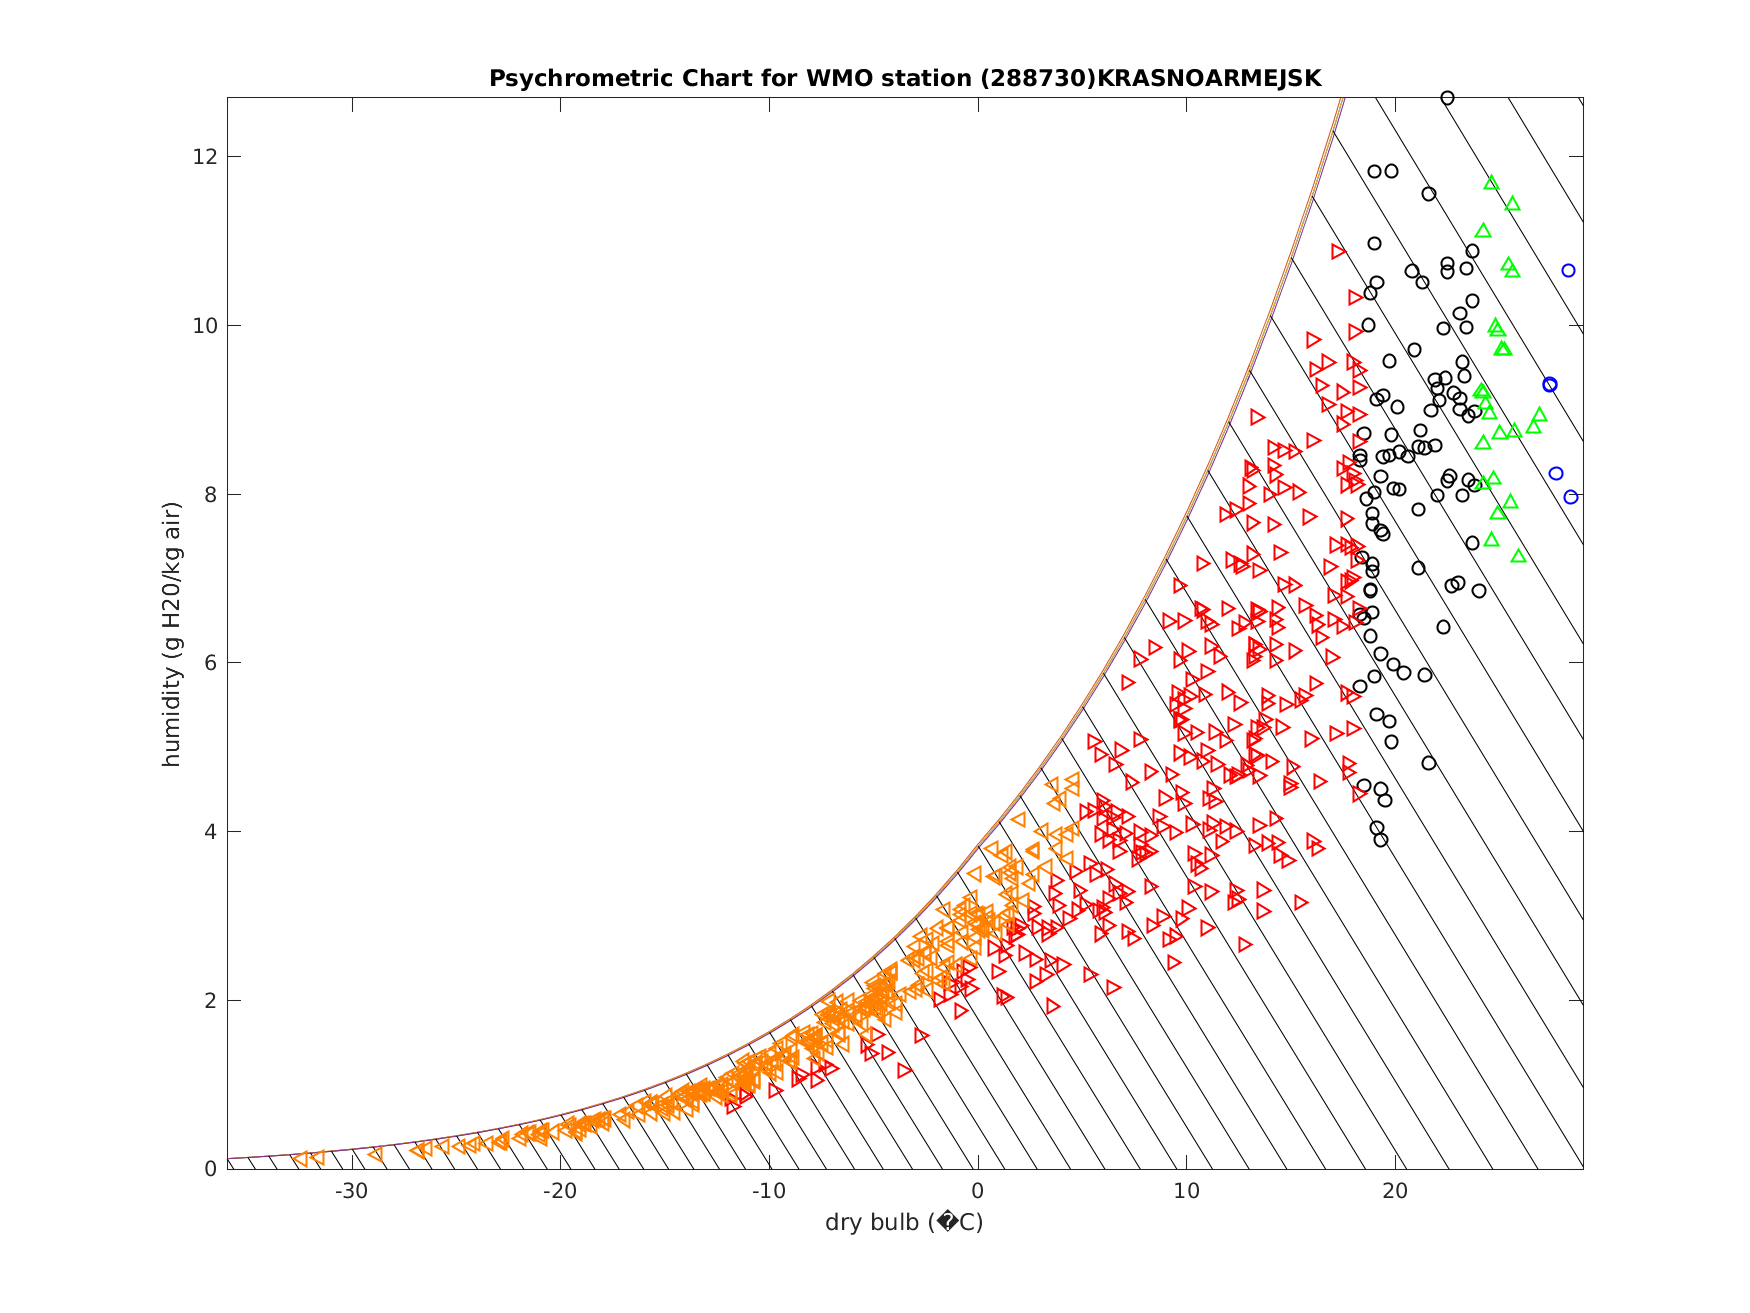 Psychrometric Chart for WMO station (288730)KRASNOARMEJSK
12
10
8
6
4
2
0
humidity (g H20/kg air)
-30 -20 -10 0 10 20
dry bulb (�C)